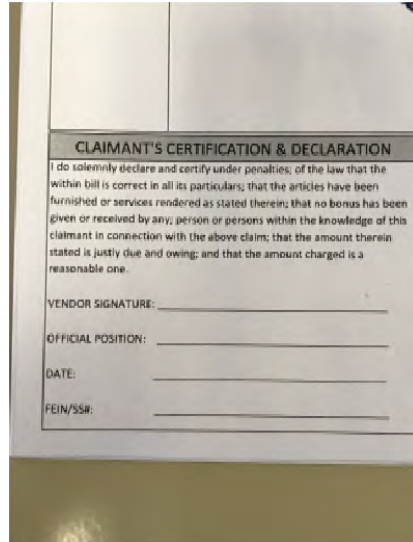 CLAIMANT'S CERTIFICATION & DECLARATION
I do solemnly declare and certify under penalties; of the law that the
within bill is correct in all its particulars; that the articles have been
furnished or services rendered as stated therein; that no bonus has been
given or received by any; person or persons within the knowledge of this
claimant in connection with the above claim; that the amount therein
stated is justly due and owing; and that the amount charged is a
reasonable one.
VENDOR SIGNATURE:
OFFICIAL POSITION:
DATE:
FEIN/SS#: